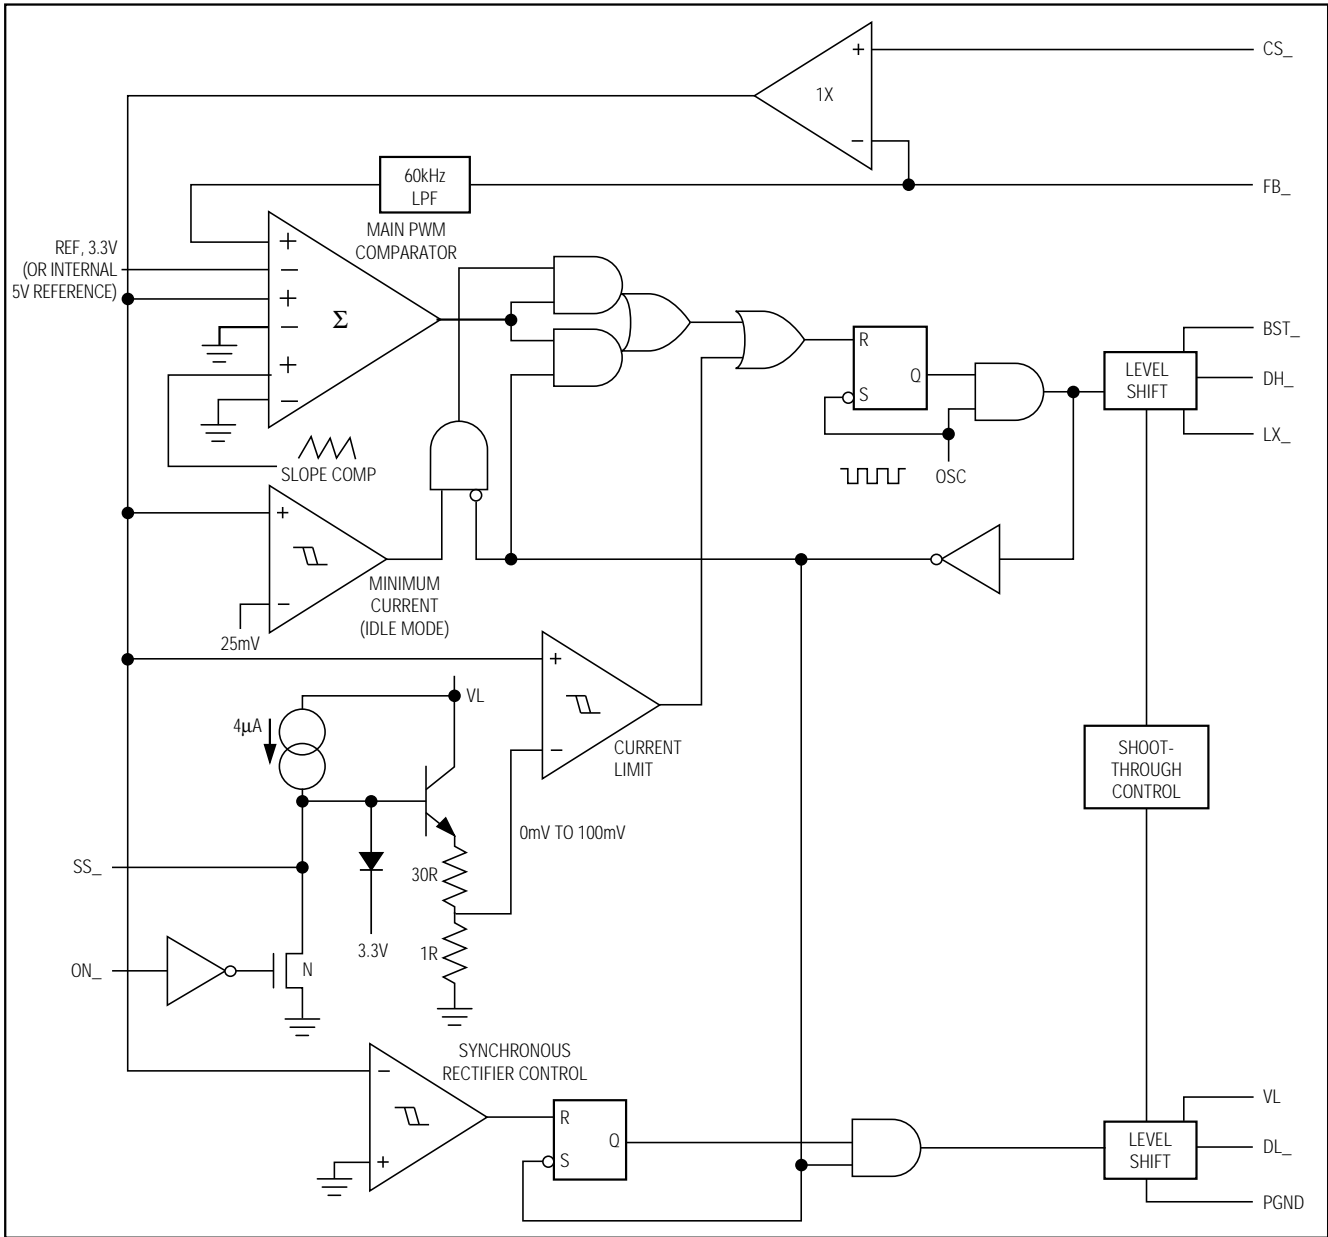 CS_
1X
+
−
60kHz
LPF
FB_
MAIN PWM
COMPARATOR
REF, 3.3V
(OR INTERNAL
5V REFERENCE)
+
−
+
−
+
−
Σ
BST_
R
Q
S
LEVEL
SHIFT
DH_
LX_
SLOPE COMP
OSC
+
−
25mV
MINIMUM
CURRENT
(IDLE MODE)
+
−
CURRENT
LIMIT
VL
4µA
SHOOT-
THROUGH
CONTROL
0mV TO 100mV
SS_
30R
3.3V
1R
ON_
N
SYNCHRONOUS
RECTIFIER CONTROL
−
+
R
Q
S
VL
LEVEL
SHIFT
DL_
PGND